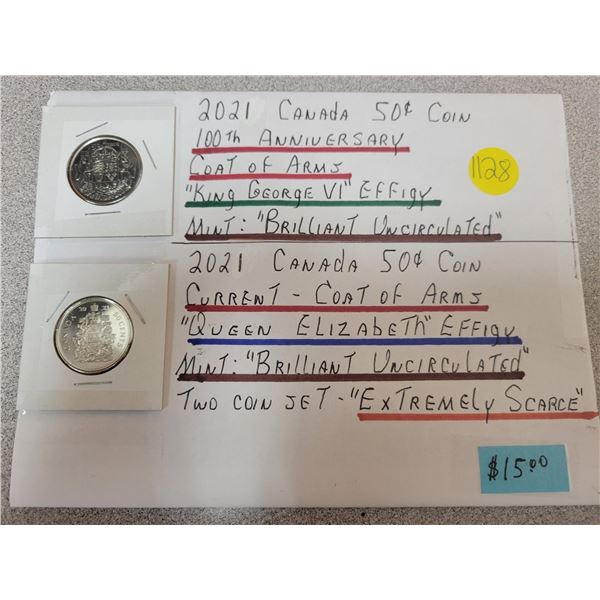 2021 CANADA 50¢ COIN
100th ANNIVERSARY
COAT OF ARMS
"KING GEORGE VI" EFFIGY
MINT: "BRILLIANT UNCIRCULATED"
1128
2021 CANADA 50¢ COIN
CURRENT - COAT OF ARMS
"QUEEN ELIZABETH" EFFIGY
MINT: "BRILLIANT UNCIRCULATED"
TWO COIN SET - "EXTREMELY SCARCE"
$15.00
50 CENTS